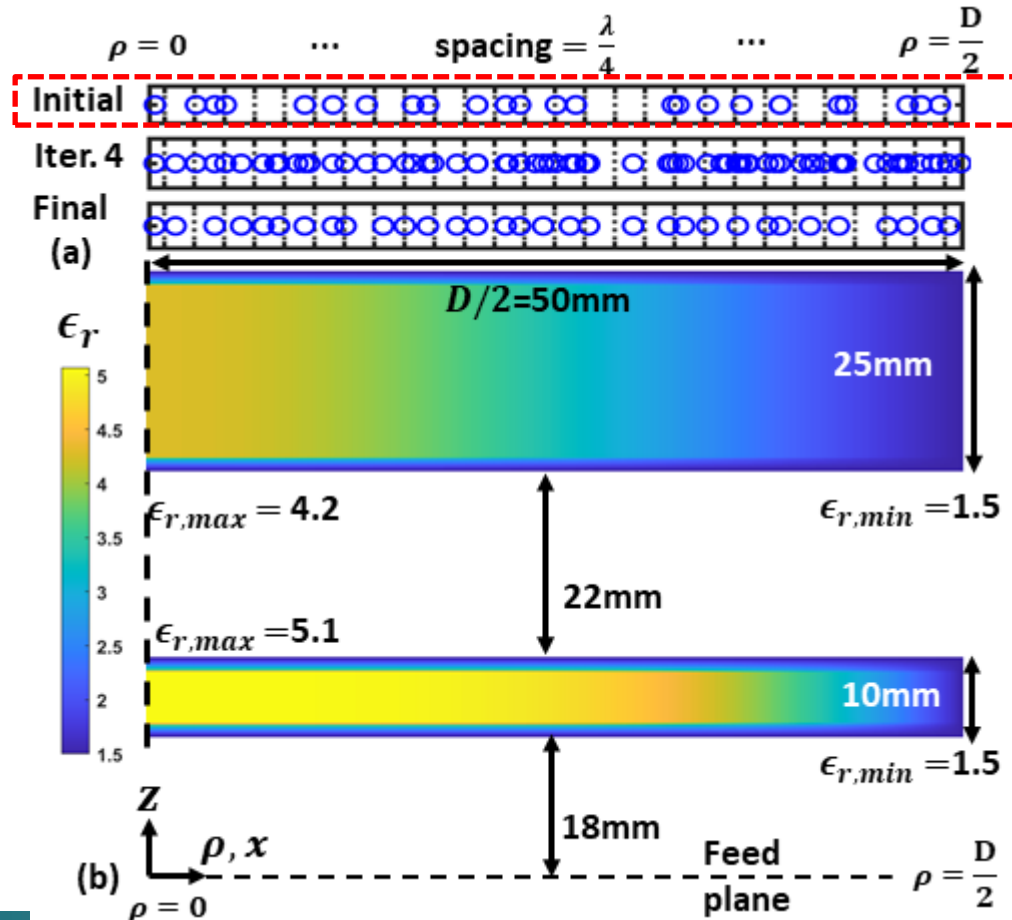 ρ = 0 ... spacing = λ/4 ... ρ = D/2
Initial
Iter. 4
Final
(a)
D/2=50mm
ϵr
25mm
5
4.5
4
3.5
3
2.5
2
1.5
ϵr,max = 4.2
ϵr,min = 1.5
22mm
ϵr,max = 5.1
10mm
ϵr,min = 1.5
Z
18mm
ρ, x
Feed
plane
ρ = D/2
(b)
ρ = 0